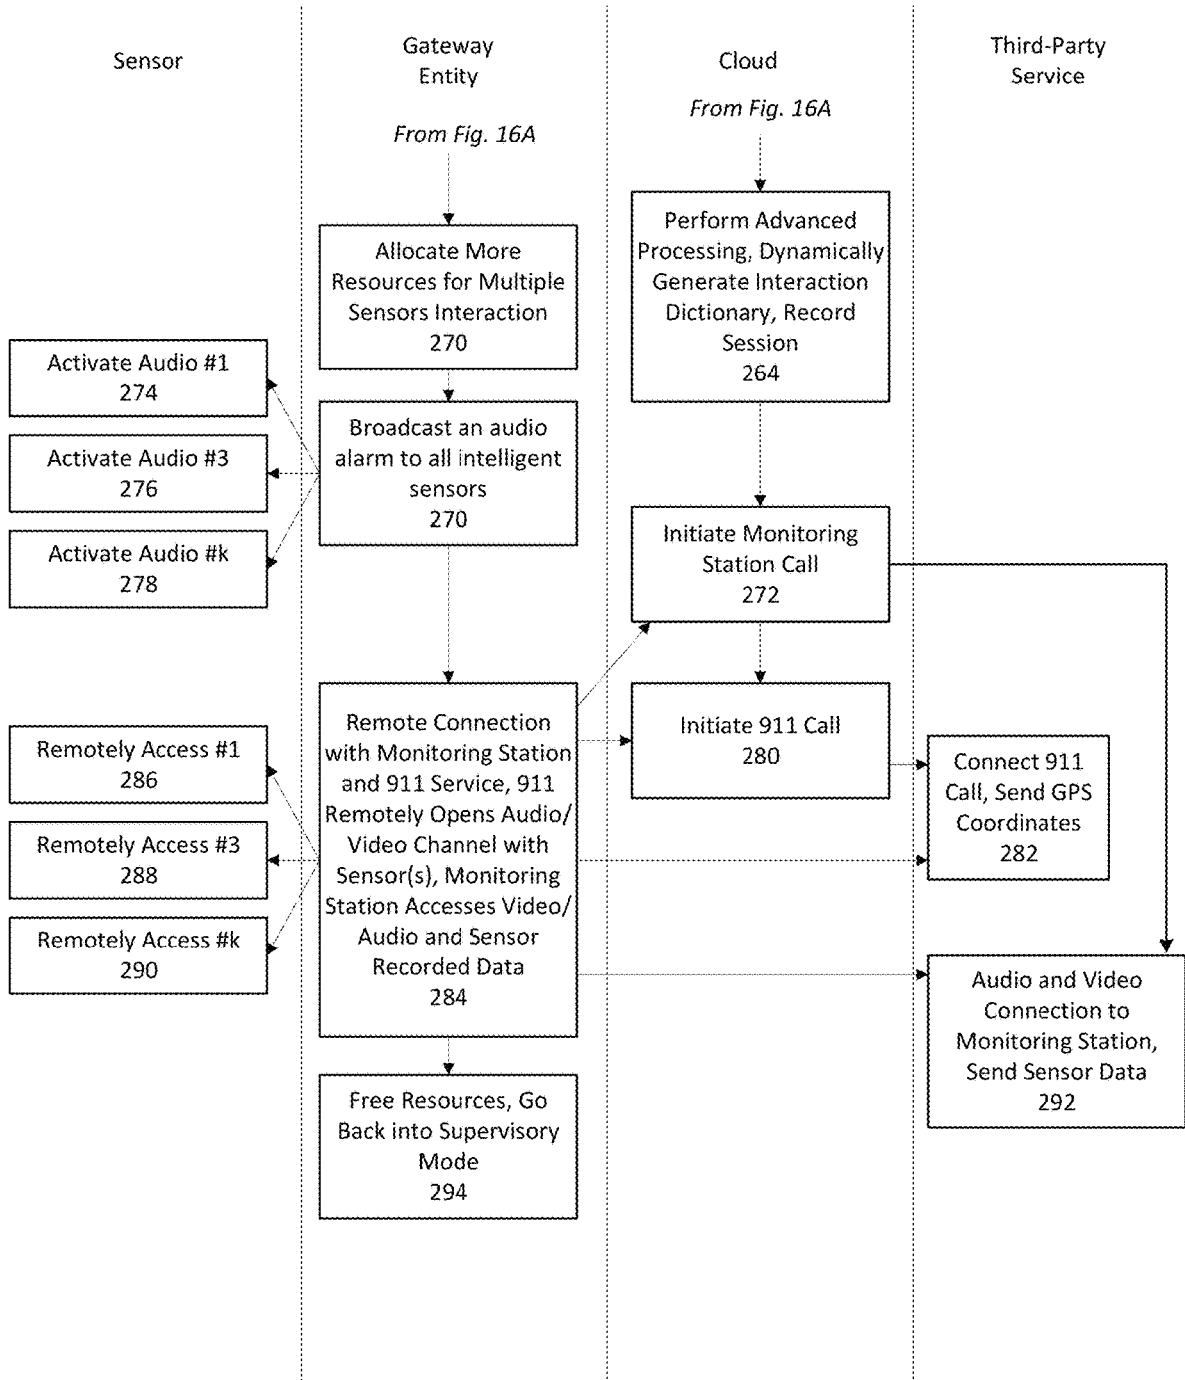 Sensor
Gateway
Entity
Cloud
Third-Party
Service
From Fig. 16A
From Fig. 16A
Allocate More
Resources for Multiple
Sensors Interaction
270
Perform Advanced
Processing, Dynamically
Generate Interaction
Dictionary, Record
Session
264
Activate Audio #1
274
Activate Audio #3
276
Activate Audio #k
278
Broadcast an audio
alarm to all intelligent
sensors
270
Initiate Monitoring
Station Call
272
Remotely Access #1
286
Remotely Access #3
288
Remotely Access #k
290
Remote Connection
with Monitoring Station
and 911 Service, 911
Remotely Opens Audio/
Video Channel with
Sensor(s), Monitoring
Station Accesses Video/
Audio and Sensor
Recorded Data
284
Initiate 911 Call
280
Connect 911
Call, Send GPS
Coordinates
282
Audio and Video
Connection to
Monitoring Station,
Send Sensor Data
292
Free Resources, Go
Back into Supervisory
Mode
294